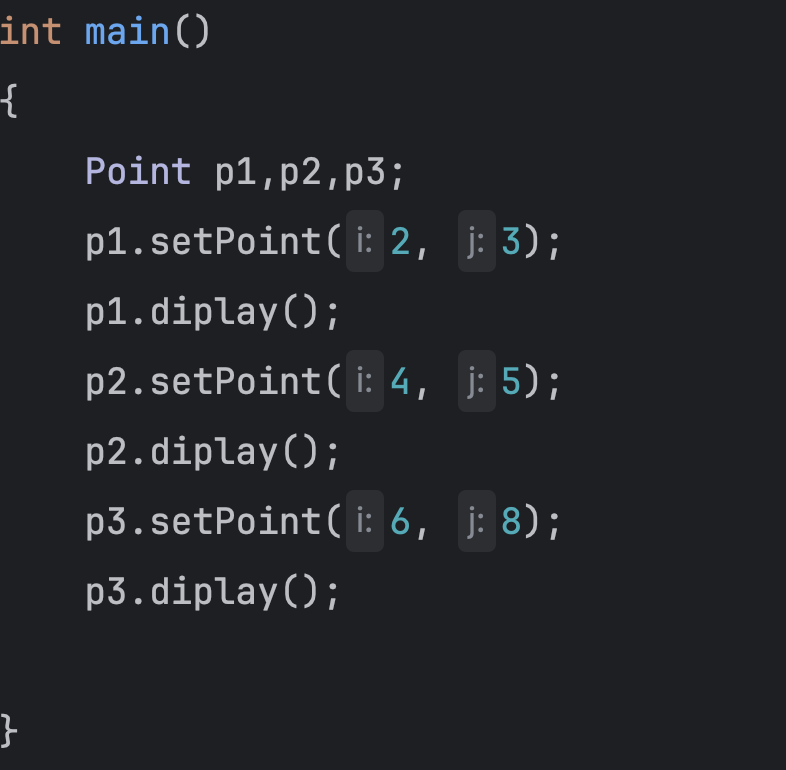 int main()
{
    Point p1,p2,p3;
    p1.setPoint(i: 2, j: 3);
    p1.diplay();
    p2.setPoint(i: 4, j: 5);
    p2.diplay();
    p3.setPoint(i: 6, j: 8);
    p3.diplay();
}